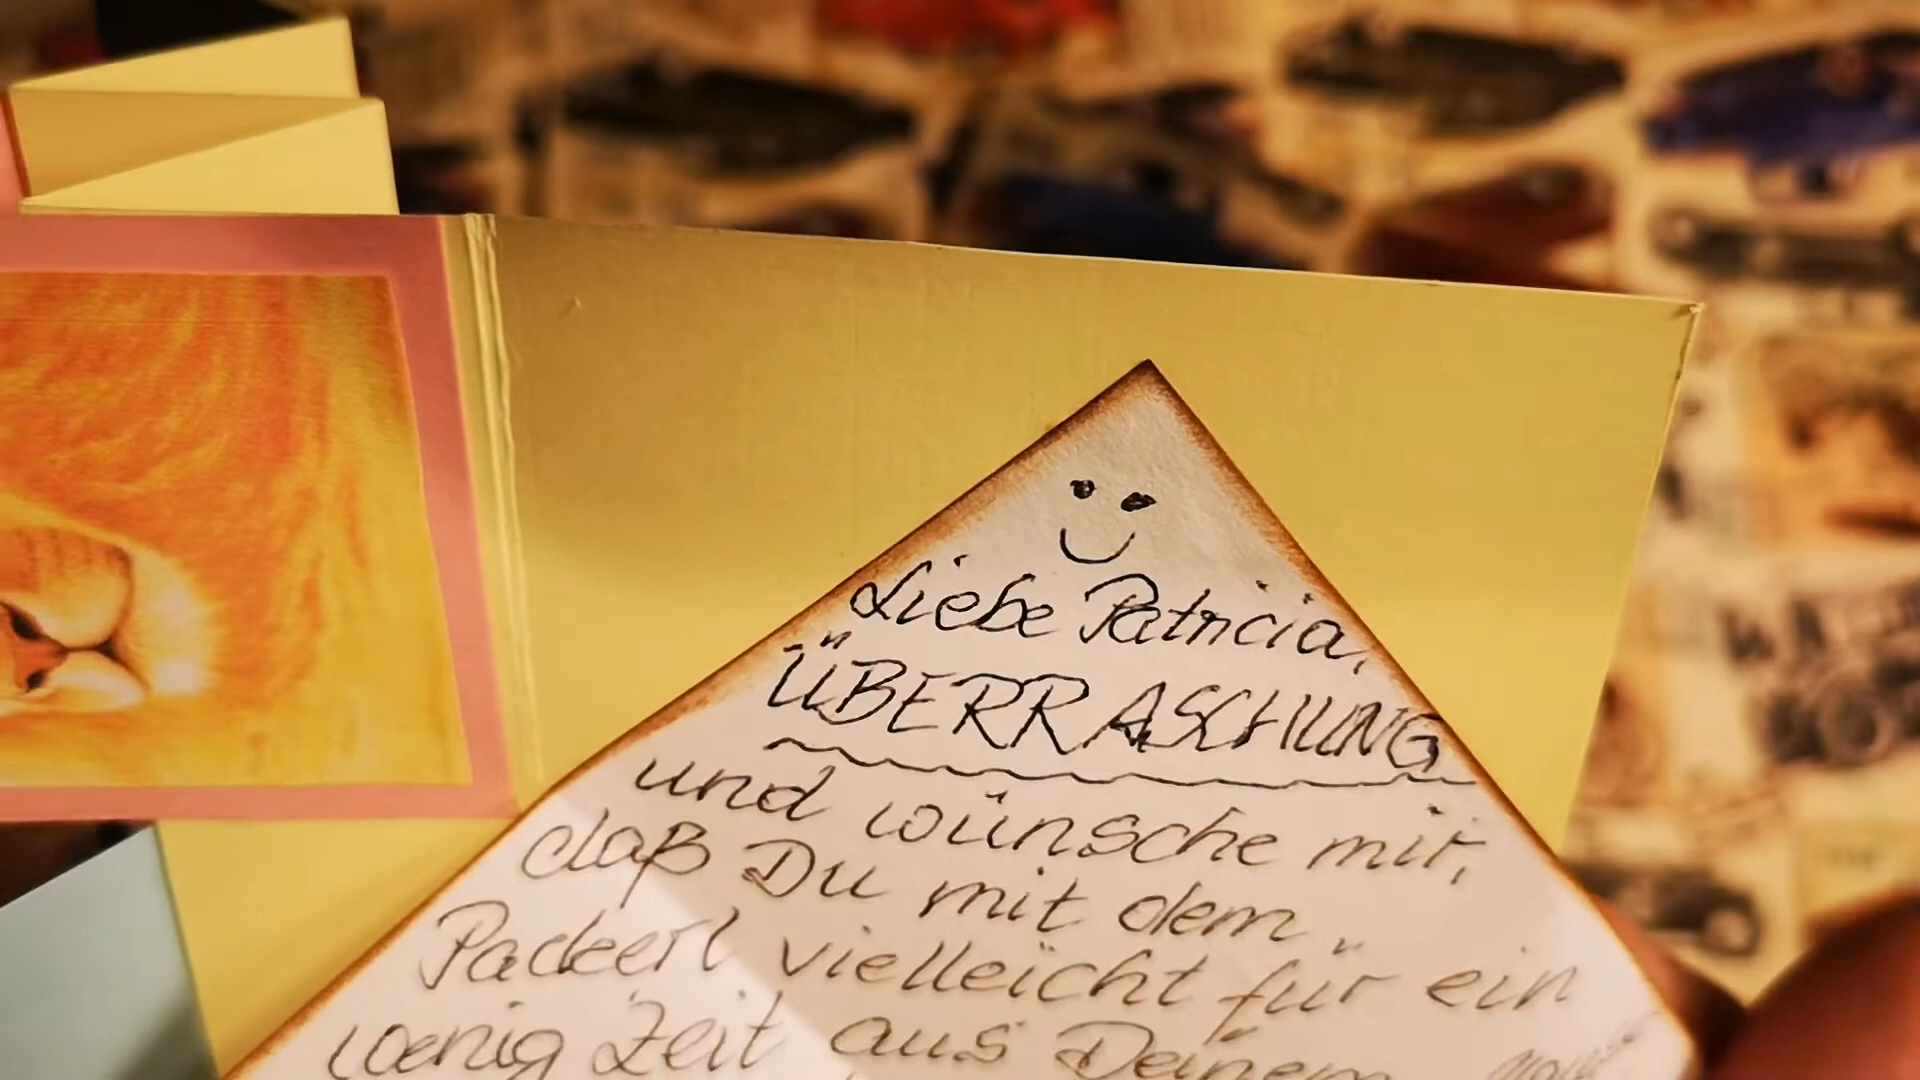 Liebe Patricia,
ÜBERRASCHUNG
und wünsche mir,
daß Du mit dem
Packerl vielleicht für ein
wenig Zeit aus Deinem